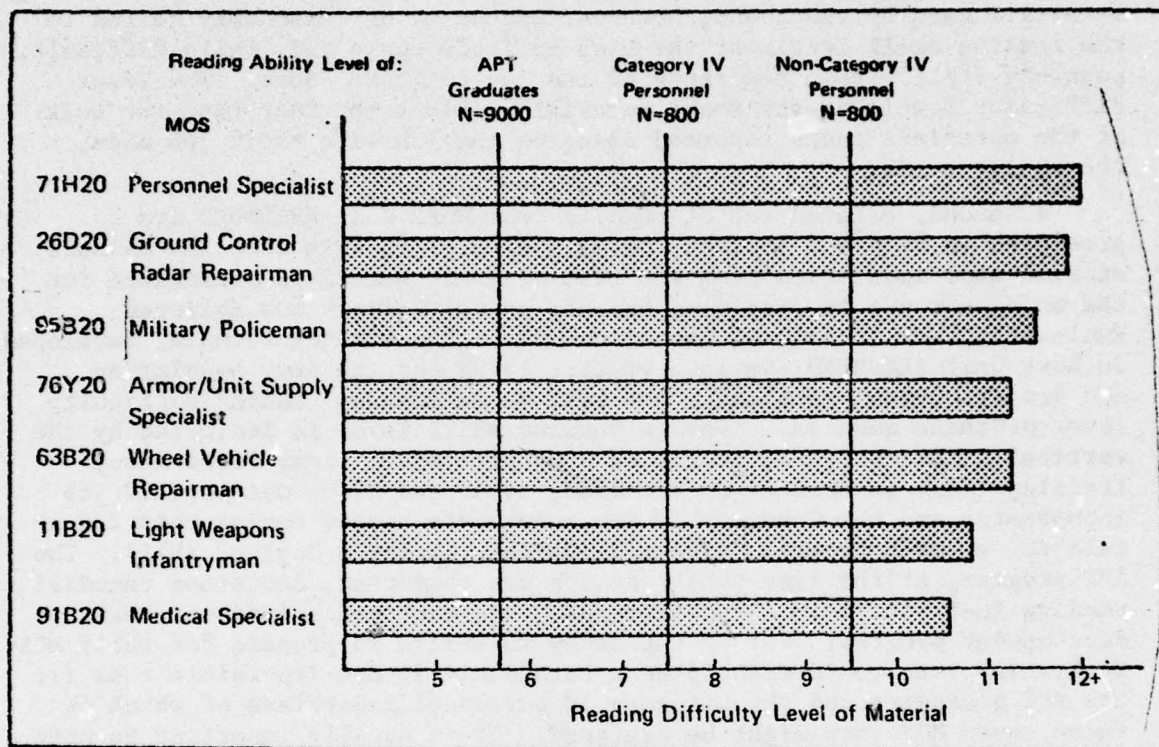 Reading Ability Level of: APT Category IV Non-Category IV
Graduates Personnel Personnel
MOS N=9000 N=800 N=800
71H20 Personnel Specialist
26D20 Ground Control
Radar Repairman
95B20 Military Policeman
76Y20 Armor/Unit Supply
Specialist
63B20 Wheel Vehicle
Repairman
11B20 Light Weapons
Infantryman
91B20 Medical Specialist
5 6 7 8 9 10 11 12+
Reading Difficulty Level of Material